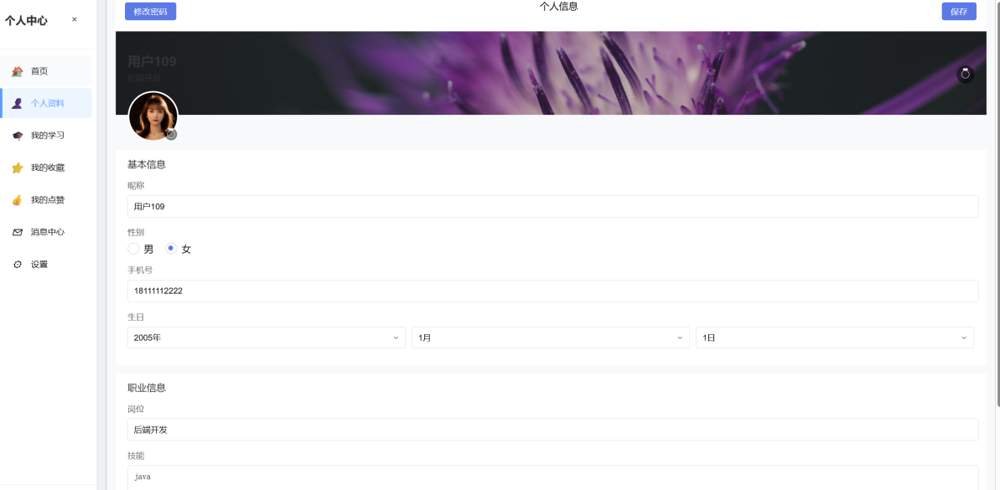 个人中心 ×
首页
个人资料
我的学习
我的收藏
我的点赞
消息中心
设置
修改密码 个人信息 保存
用户109
后端开发
基本信息
昵称
用户109
性别
男 女
手机号
18111112222
生日
2005年 1月 1日
职业信息
岗位
后端开发
技能
java